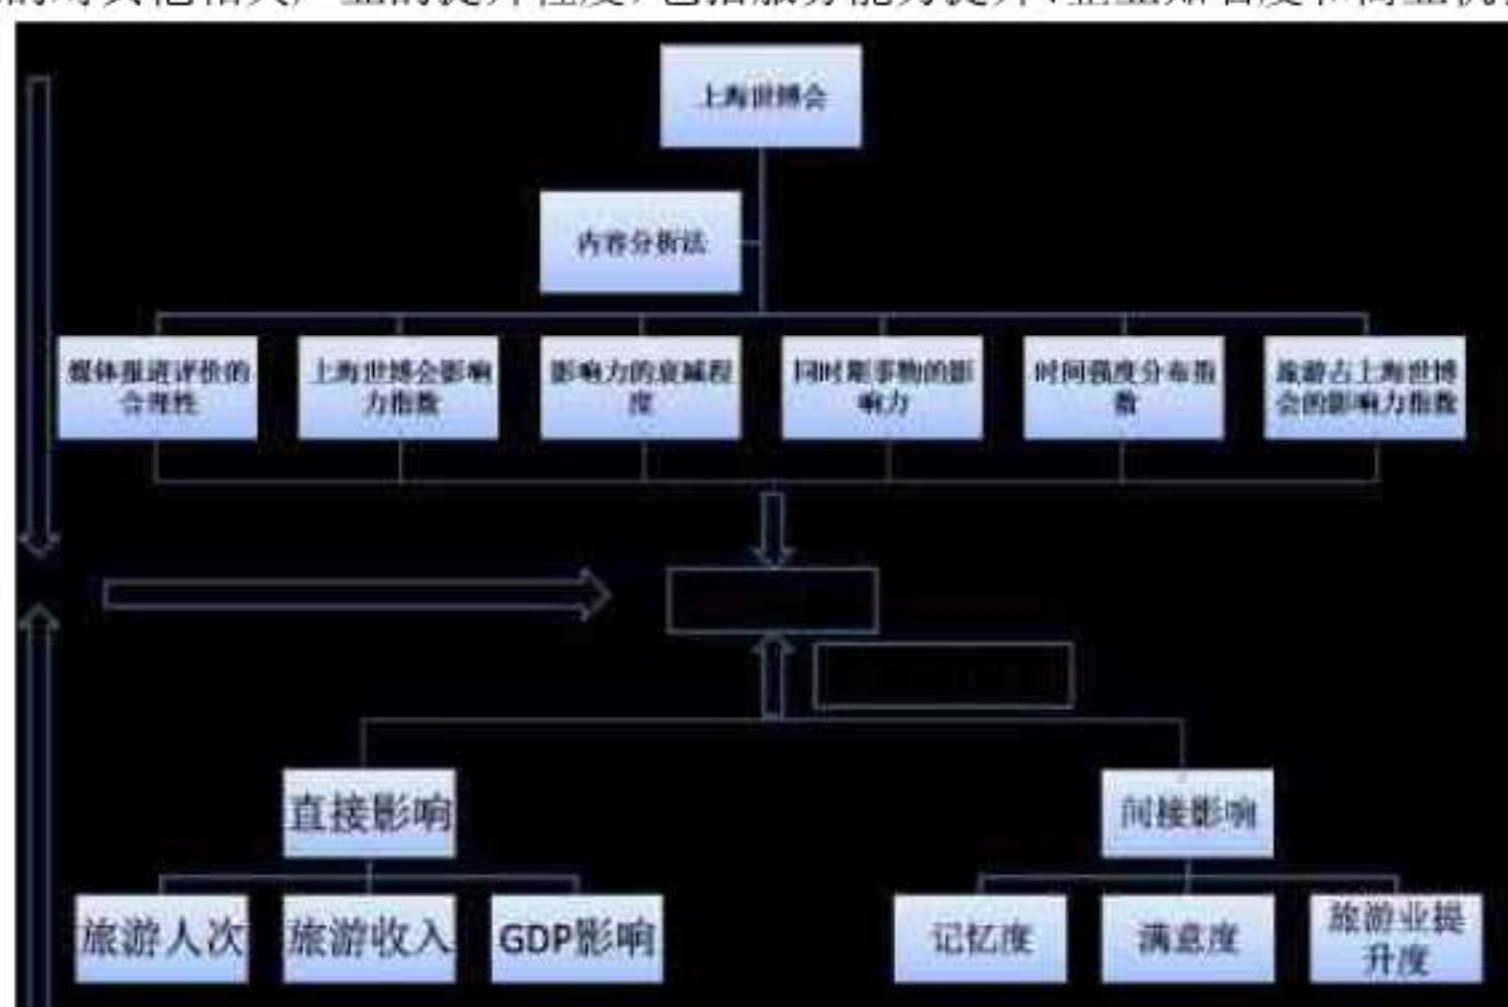 上海世博会
内容分析法
媒体报道评价的
合理性
上海世博会影响
力指数
影响力的衰减程
度
同时期事物的影
响力
时间强度分布指
数
旅游占上海世博
会的影响力指数
直接影响
间接影响
旅游人次
旅游收入
GDP影响
记忆度
满意度
旅游业提
升度